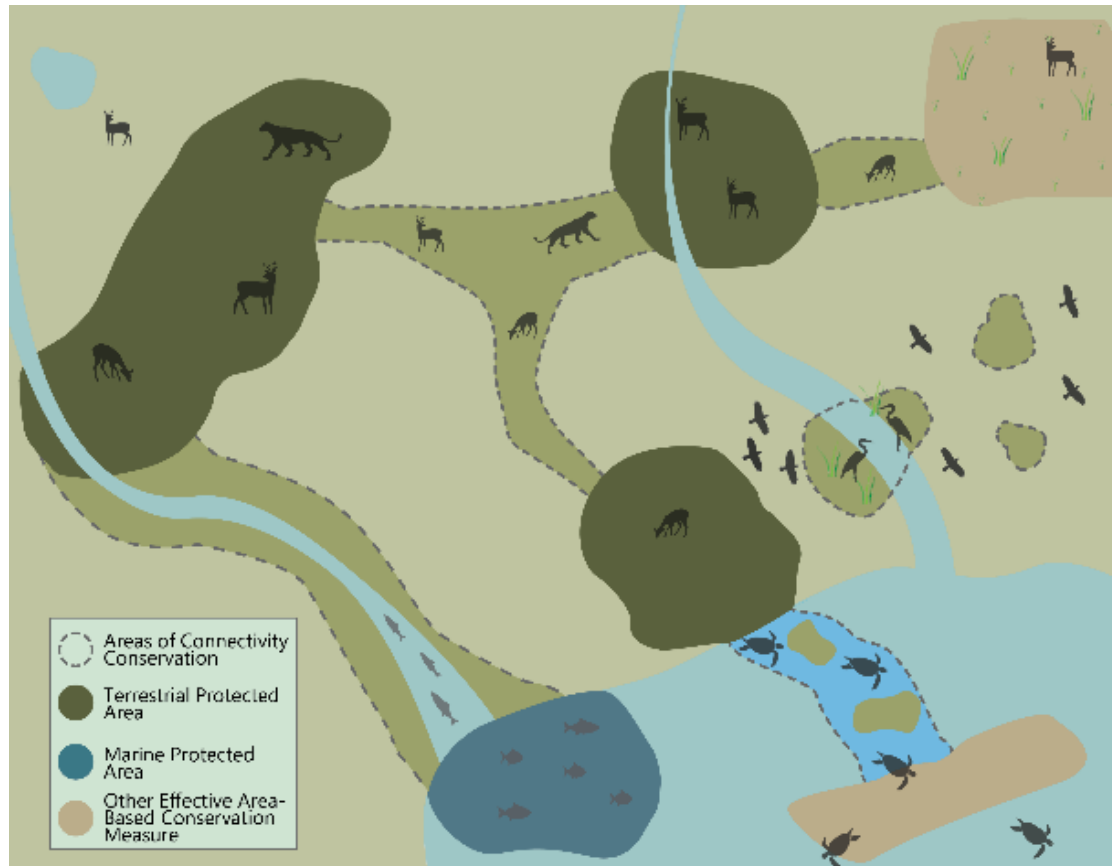 Areas of Connectivity
Conservation
Terrestrial Protected
Area
Marine Protected
Area
Other Effective Area-
Based Conservation
Measure